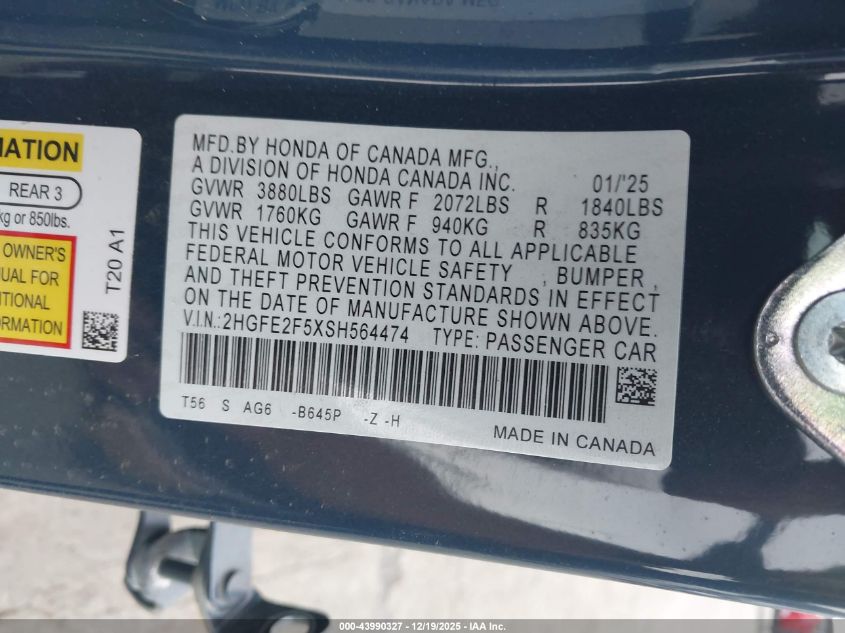 MATION
REAR 3
kg or 850lbs.
OWNER'S
UAL FOR
ITIONAL
ORMATION
T20 A1
MFD.BY HONDA OF CANADA MFG.,
A DIVISION OF HONDA CANADA INC. 01/'25
GVWR 3880LBS GAWR F 2072LBS R 1840LBS
GVWR 1760KG GAWR F 940KG R 835KG
THIS VEHICLE CONFORMS TO ALL APPLICABLE
FEDERAL MOTOR VEHICLE SAFETY , BUMPER ,
AND THEFT PREVENTION STANDARDS IN EFFECT
ON THE DATE OF MANUFACTURE SHOWN ABOVE.
V.I.N.:2HGFE2F5XSH564474 TYPE: PASSENGER CAR
T56 S AG6 -B645P -Z -H
MADE IN CANADA
000-43990327 - 12/19/2025 - IAA Inc.